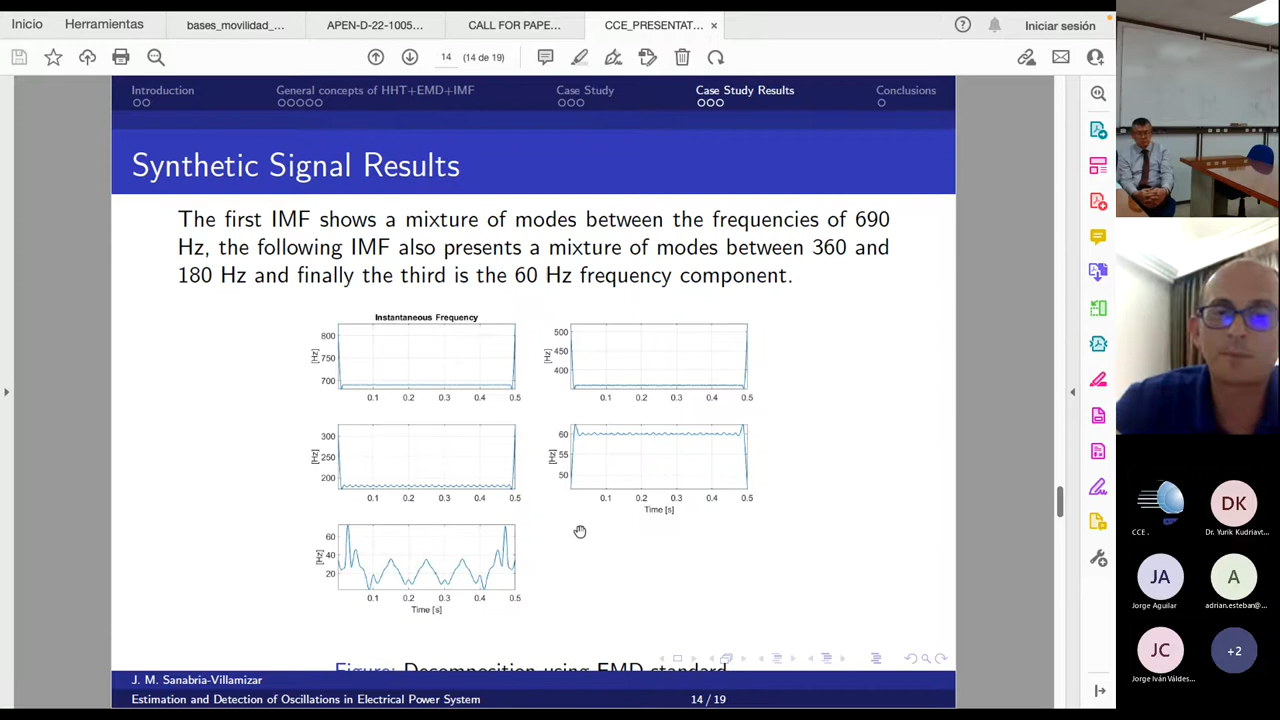 Inicio
Herramientas
bases_movilidad_...
APEN-D-22-1005...
CALL FOR PAPE...
CCE_PRESENTAT...
Iniciar sesión
14
(14 de 19)
Introduction
General concepts of HHT+EMD+IMF
Case Study
Case Study Results
Conclusions
Synthetic Signal Results
The first IMF shows a mixture of modes between the frequencies of 690
Hz, the following IMF also presents a mixture of modes between 360 and
180 Hz and finally the third is the 60 Hz frequency component.
Instantaneous Frequency
[Hz]
800
750
700
0.1 0.2 0.3 0.4 0.5
[Hz]
500
450
400
0.1 0.2 0.3 0.4 0.5
[Hz]
300
250
200
0.1 0.2 0.3 0.4 0.5
[Hz]
60
55
50
0.1 0.2 0.3 0.4 0.5
Time [s]
[Hz]
60
40
20
0.1 0.2 0.3 0.4 0.5
Time [s]
Figure: Decomposition using EMD standard
J. M. Sanabria-Villamizar
Estimation and Detection of Oscillations in Electrical Power System
14 / 19
CCE .
DK
Dr. Yurik Kudriavt...
JA
Jorge Aguilar
A
adrian.esteban@...
JC
Jorge Iván Váldes...
+2